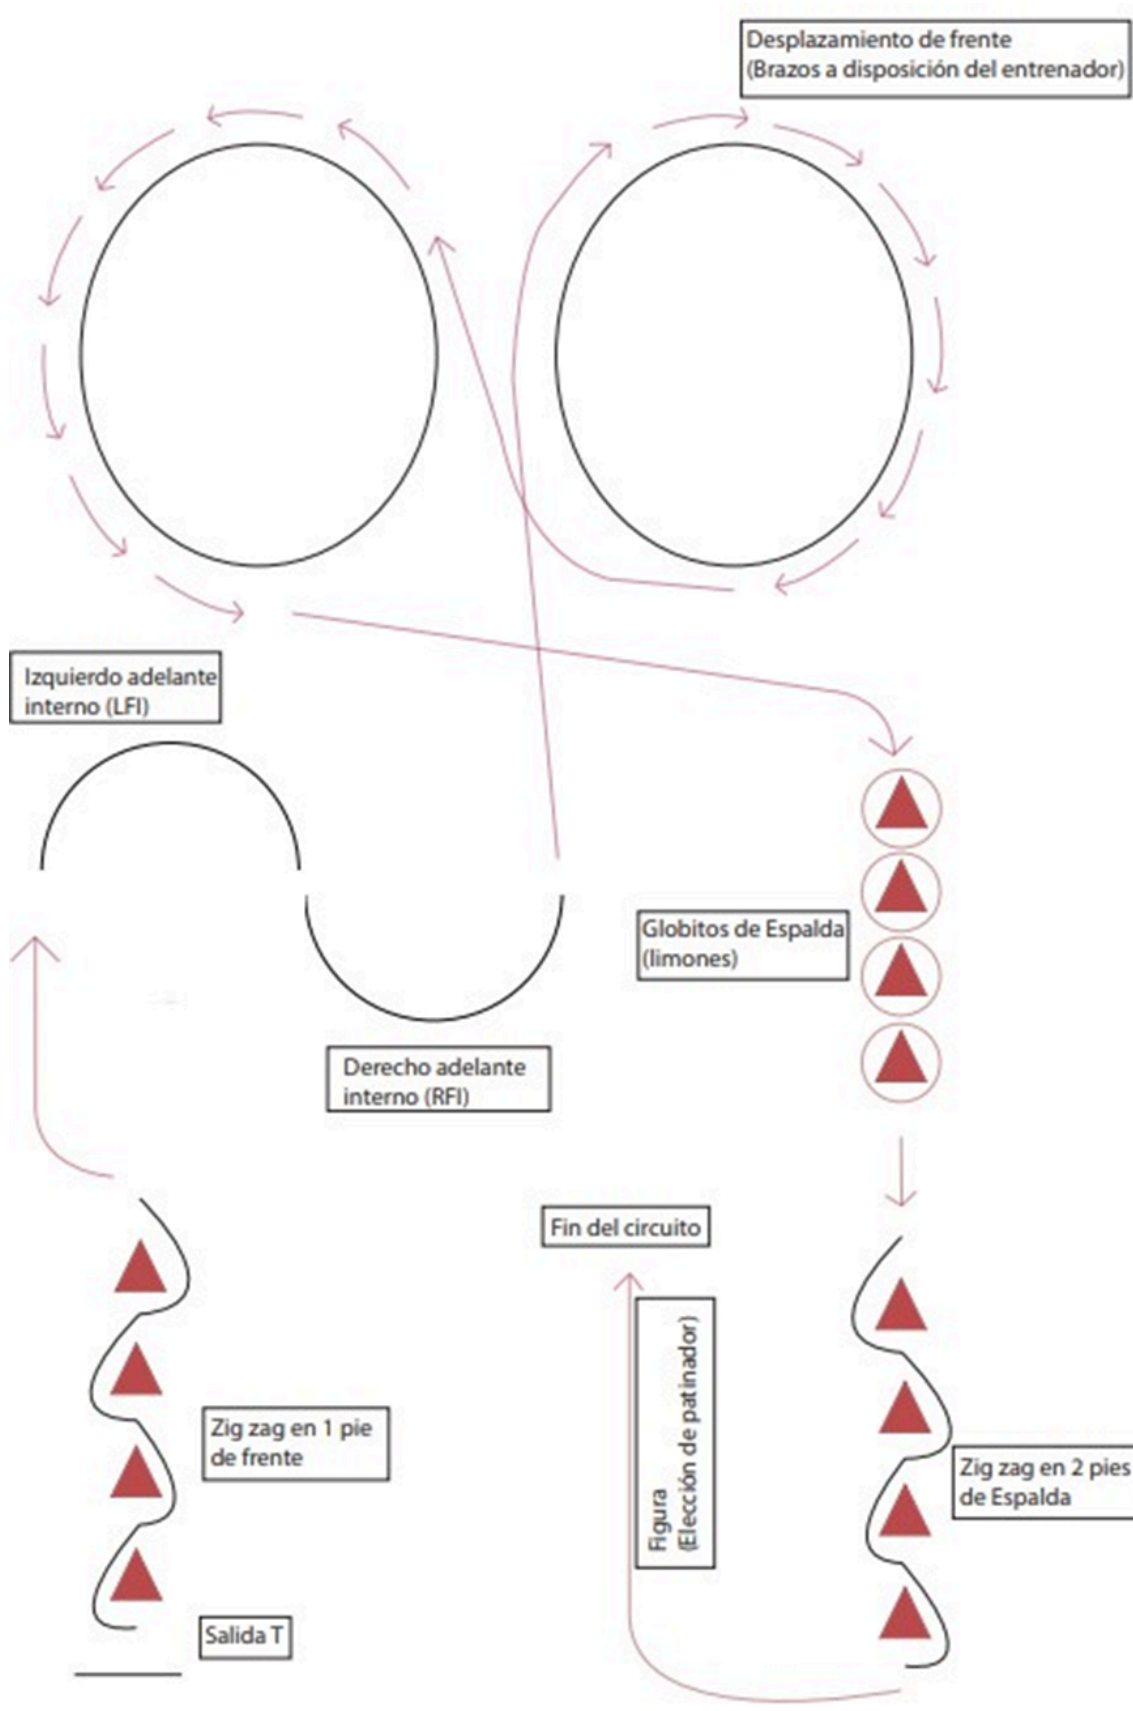 Desplazamiento de frente
(Brazos a disposición del entrenador)
Izquierdo adelante
interno (LFI)
Globitos de Espalda
(limones)
Derecho adelante
interno (RFI)
Fin del circuito
Figura
(Elección de patinador)
Zig zag en 1 pie
de frente
Zig zag en 2 pies
de Espalda
Salida T